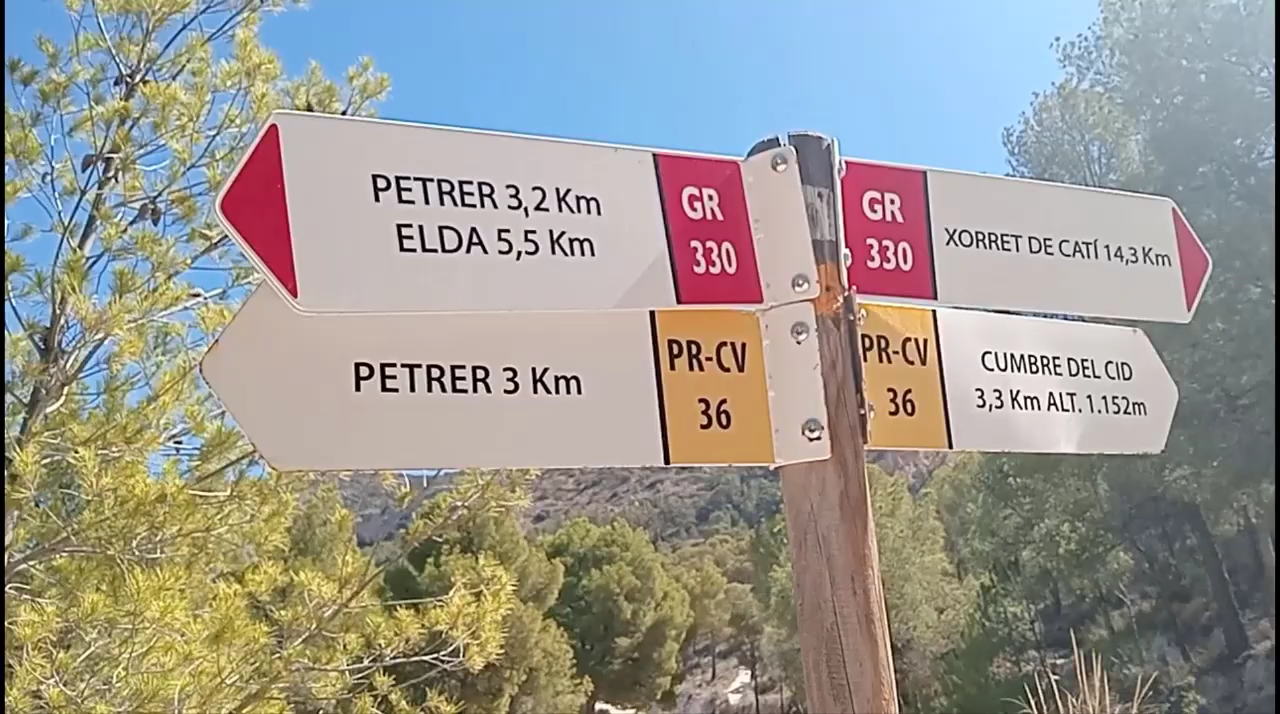 PETRER 3,2 Km
ELDA 5,5 Km
GR
330
GR
330
XORRET DE CATÍ 14,3 Km
PETRER 3 Km
PR-CV
36
PR-CV
36
CUMBRE DEL CID
3,3 Km ALT. 1.152m